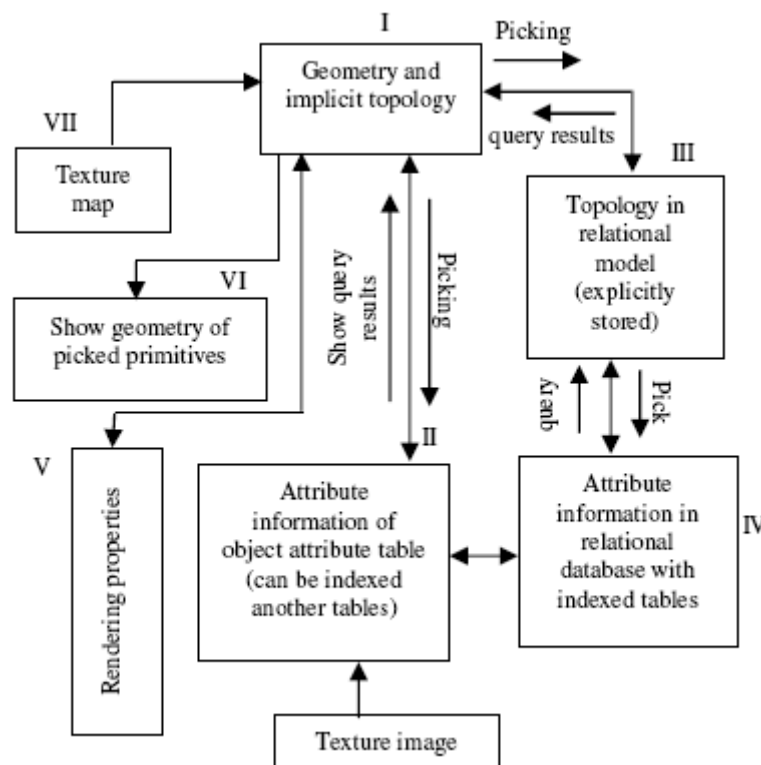 I
Picking
Geometry and
implicit topology
VII
query results
III
Texture
map
Topology in
relational
model
(explicitly
stored)
VI
Show geometry of
picked primitives
Show query
results
Picking
query
Pick
V
II
Rendering properties
Attribute
information of
object attribute table
(can be indexed
another tables)
Attribute
information in
relational
database with
indexed tables
IV
Texture image